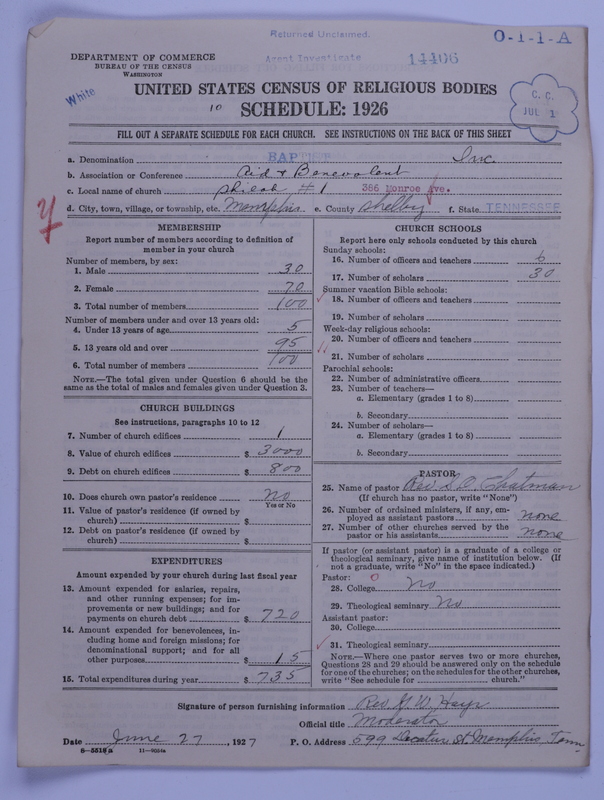 Returned Unclaimed.
O-1-1-A
Agent Investigate
14406
DEPARTMENT OF COMMERCE
BUREAU OF THE CENSUS
WASHINGTON
White
UNITED STATES CENSUS OF RELIGIOUS BODIES
10 SCHEDULE: 1926
C. C.
JUL 1
FILL OUT A SEPARATE SCHEDULE FOR EACH CHURCH. SEE INSTRUCTIONS ON THE BACK OF THIS SHEET
a. Denomination BAPTIST Inc.
b. Association or Conference Aid & Benevolent
c. Local name of church Shiloh #1 386 Monroe Ave.
d. City, town, village, or township, etc. Memphis e. County Shelby f. State TENNESSEE
MEMBERSHIP
Report number of members according to definition of
member in your church
Number of members, by sex:
1. Male 30
2. Female 70
3. Total number of members 100
Number of members under and over 13 years old:
4. Under 13 years of age 5
5. 13 years old and over 95
6. Total number of members 100
NOTE.—The total given under Question 6 should be the
same as the total of males and females given under Question 3.
CHURCH BUILDINGS
See instructions, paragraphs 10 to 12
7. Number of church edifices 1
8. Value of church edifices $ 3000
9. Debt on church edifices $ 800
10. Does church own pastor's residence No
Yes or No
11. Value of pastor's residence (if owned by
church) $
12. Debt on pastor's residence (if owned by
church) $
EXPENDITURES
Amount expended by your church during last fiscal year
13. Amount expended for salaries, repairs,
and other running expenses; for im-
provements or new buildings; and for
payments on church debt $ 720
14. Amount expended for benevolences, in-
cluding home and foreign missions; for
denominational support; and for all
other purposes $ 15
15. Total expenditures during year $ 735
CHURCH SCHOOLS
Report here only schools conducted by this church
Sunday schools:
16. Number of officers and teachers 6
17. Number of scholars 30
Summer vacation Bible schools:
18. Number of officers and teachers
19. Number of scholars
Week-day religious schools:
20. Number of officers and teachers
21. Number of scholars
Parochial schools:
22. Number of administrative officers
23. Number of teachers—
a. Elementary (grades 1 to 8)
b. Secondary
24. Number of scholars—
a. Elementary (grades 1 to 8)
b. Secondary
PASTOR
25. Name of pastor Rev. S. D. Chatman
(If church has no pastor, write "None")
26. Number of ordained ministers, if any, em-
ployed as assistant pastors none
27. Number of other churches served by the
pastor or his assistants none
If pastor (or assistant pastor) is a graduate of a college or
theological seminary, give name of institution below. (If
not a graduate, write "No" in the space indicated.)
Pastor: 0
28. College No
29. Theological seminary No
Assistant pastor:
30. College
31. Theological seminary
NOTE.—Where one pastor serves two or more churches,
Questions 28 and 29 should be answered only on the schedule
for one of the churches; on the schedules for the other churches,
write "See schedule for church."
Signature of person furnishing information Rev. G. W. Hays
Official title Moderator
Date June 27, 1927 P. O. Address 599 Decatur St. Memphis, Tenn
8—5518a 11—9054a